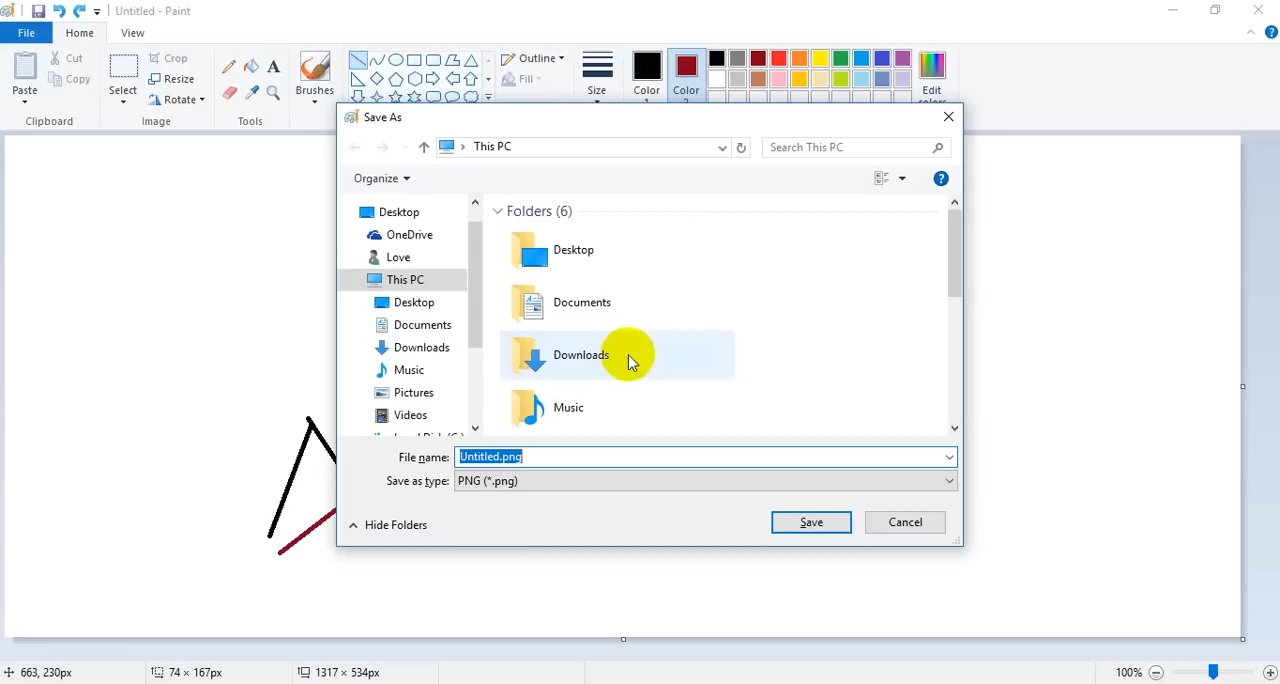 Untitled - Paint
File Home View
Paste
Cut
Copy
Clipboard
Select
Crop
Resize
Rotate
Image
A
Tools
Brushes
Outline
Fill
Size
Color
1
Color
2
Edit
colors
Save As
This PC
Search This PC
Organize
Desktop
OneDrive
Love
This PC
Desktop
Documents
Downloads
Music
Pictures
Videos
Folders (6)
Desktop
Documents
Downloads
Music
File name: Untitled.png
Save as type: PNG (*.png)
Hide Folders
Save
Cancel
663, 230px
74 × 167px
1317 × 534px
100%